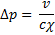 Δp = v/(cχ)